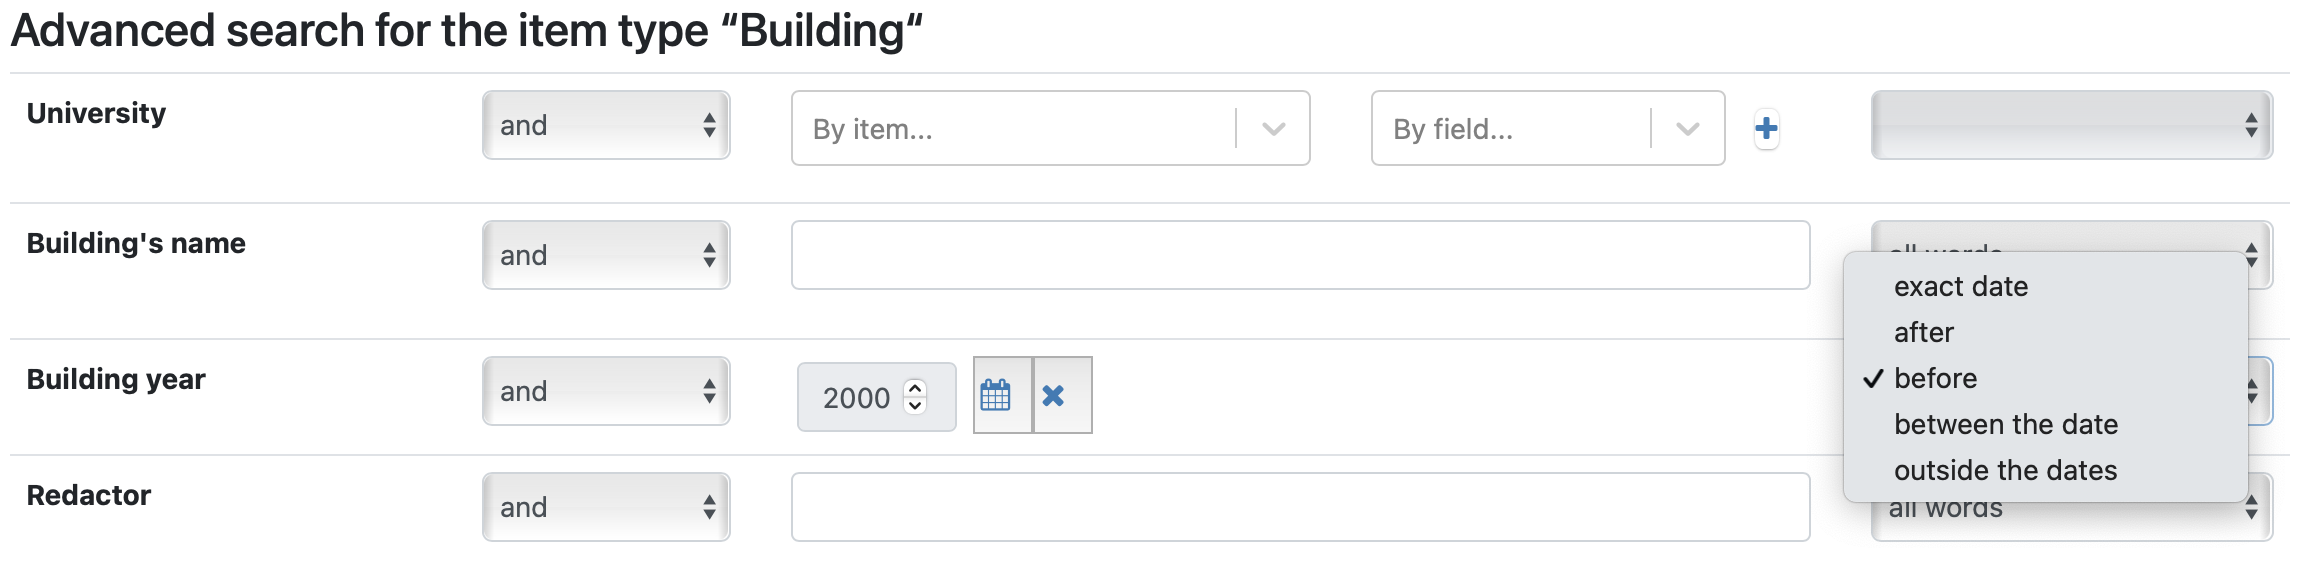 Advanced search for the item type “Building“
University and By item... By field...
Building's name and
exact date
after
Building year and 2000 before
between the date
outside the dates
Redactor and all words